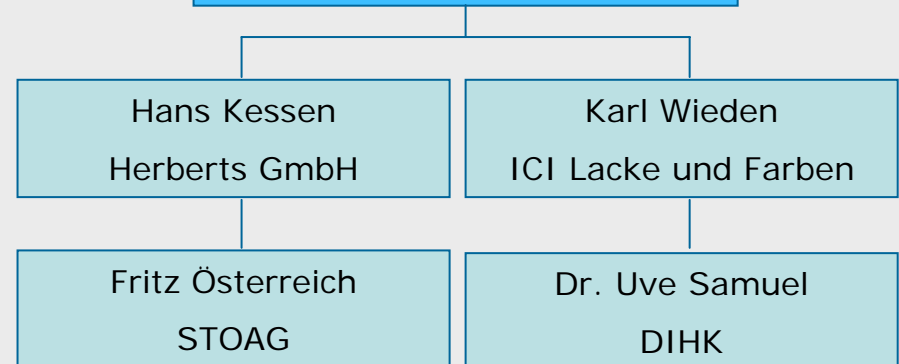 Hans Kessen
Herberts GmbH
Karl Wieden
ICI Lacke und Farben
Fritz Österreich
STOAG
Dr. Uve Samuel
DIHK